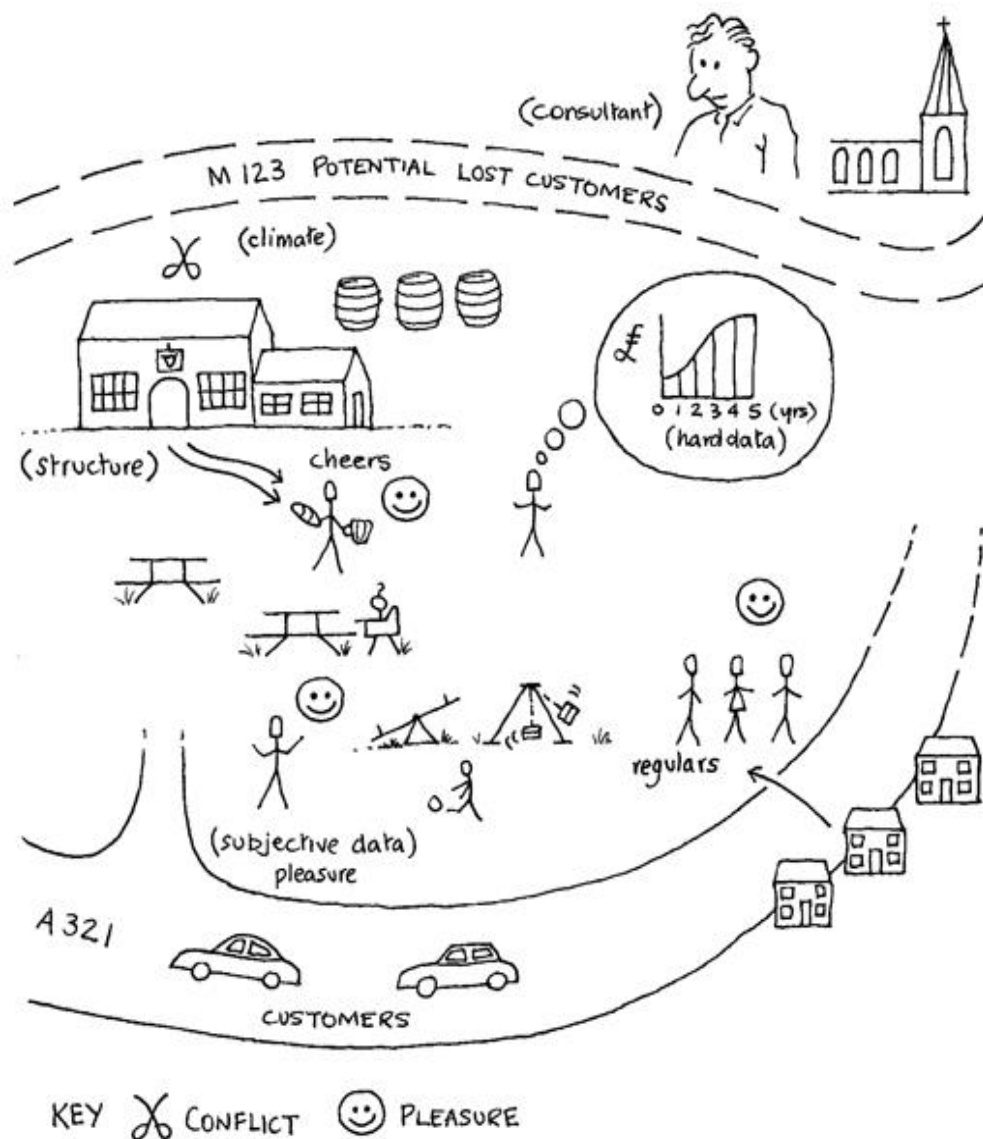 (consultant)
M 123 POTENTIAL LOST CUSTOMERS
(climate)
£
0 1 2 3 4 5 (yrs)
(hard data)
(structure)
cheers
?
regulars
(subjective data)
pleasure
A 321
CUSTOMERS
KEY CONFLICT PLEASURE